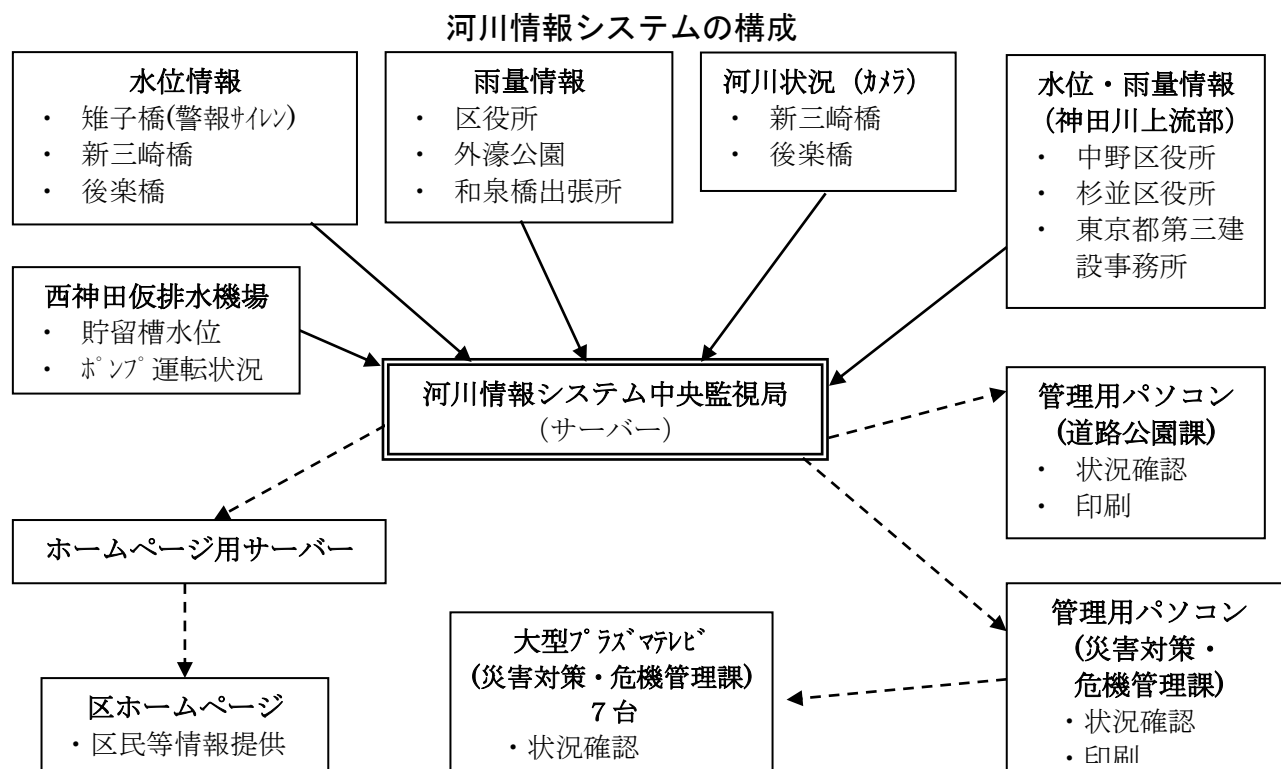 河川情報システムの構成
水位情報
・ 雉子橋(警報ｻｲﾚﾝ)
・ 新三崎橋
・ 後楽橋
雨量情報
・ 区役所
・ 外濠公園
・ 和泉橋出張所
河川状況（ｶﾒﾗ）
・ 新三崎橋
・ 後楽橋
水位・雨量情報
（神田川上流部）
・ 中野区役所
・ 杉並区役所
・ 東京都第三建
設事務所
西神田仮排水機場
・ 貯留槽水位
・ ﾎﾟﾝﾌﾟ運転状況
河川情報システム中央監視局
（サーバー）
管理用パソコン
(道路公園課)
・ 状況確認
・ 印刷
ホームページ用サーバー
区ホームページ
・区民等情報提供
大型ﾌﾟﾗｽﾞﾏﾃﾚﾋﾞ
(災害対策・危機管理課)
７台
・状況確認
管理用パソコン
(災害対策・
危機管理課)
・状況確認
・印刷